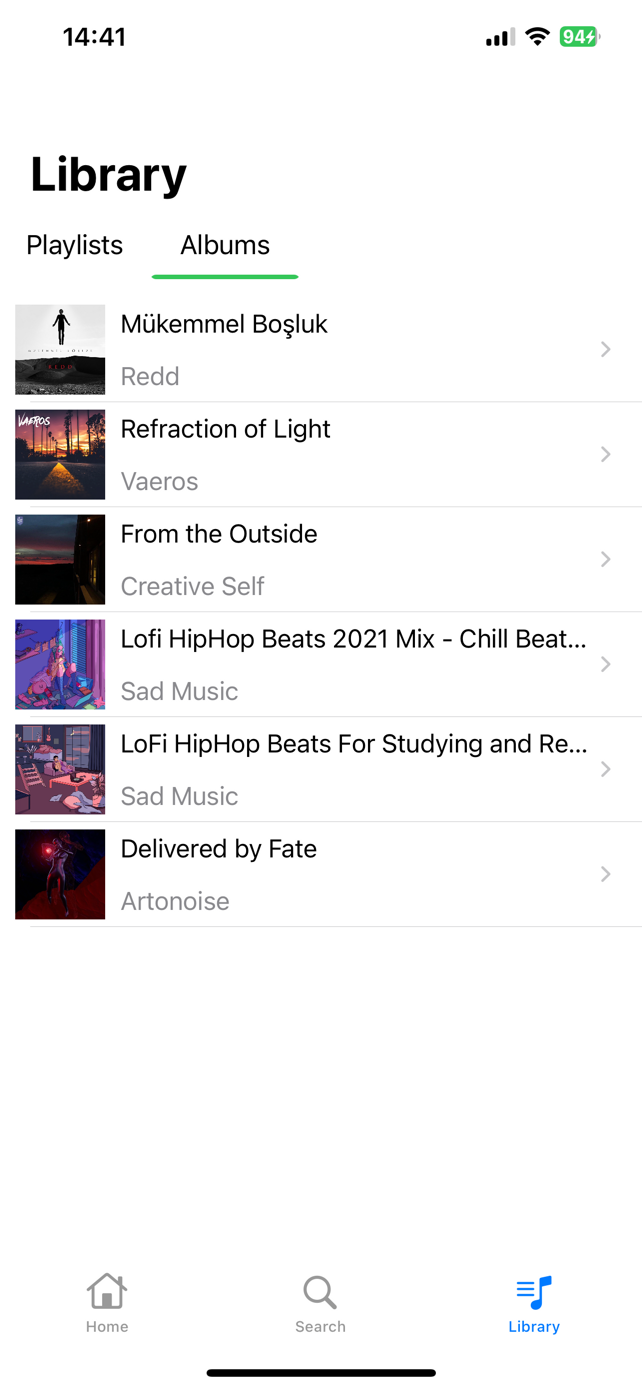 14:41
94
Library
Playlists Albums
Mükemmel Boşluk
Redd
VAEROS
Refraction of Light
Vaeros
From the Outside
Creative Self
Lofi HipHop Beats 2021 Mix - Chill Beat...
Sad Music
LoFi HipHop Beats For Studying and Re...
Sad Music
Delivered by Fate
Artonoise
Home Search Library